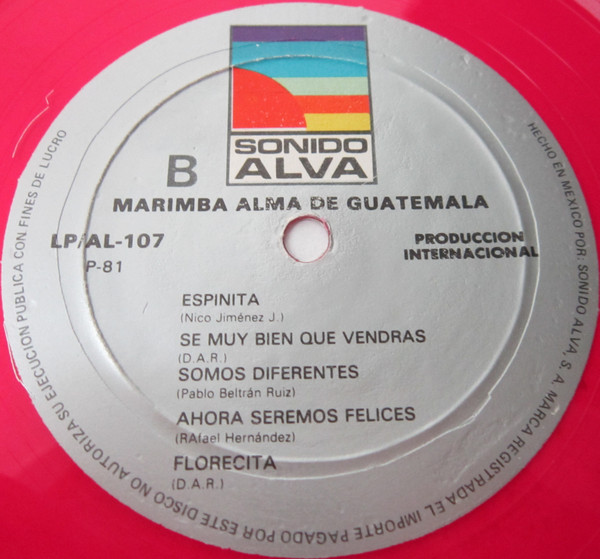 SONIDO
ALVA
B
MARIMBA ALMA DE GUATEMALA
LP/AL-107
P-81
PRODUCCION
INTERNACIONAL
ESPINITA
(Nico Jiménez J.)
SE MUY BIEN QUE VENDRAS
(D.A.R.)
SOMOS DIFERENTES
(Pablo Beltrán Ruiz)
AHORA SEREMOS FELICES
(RAfael Hernández)
FLORECITA
(D.A.R.)
HECHO EN MEXICO POR: SONIDO ALVA, S. A. MARCA REGISTRADA EL IMPORTE PAGADO POR ESTE DISCO NO AUTORIZA SU EJECUCION PUBLICA CON FINES DE LUCRO